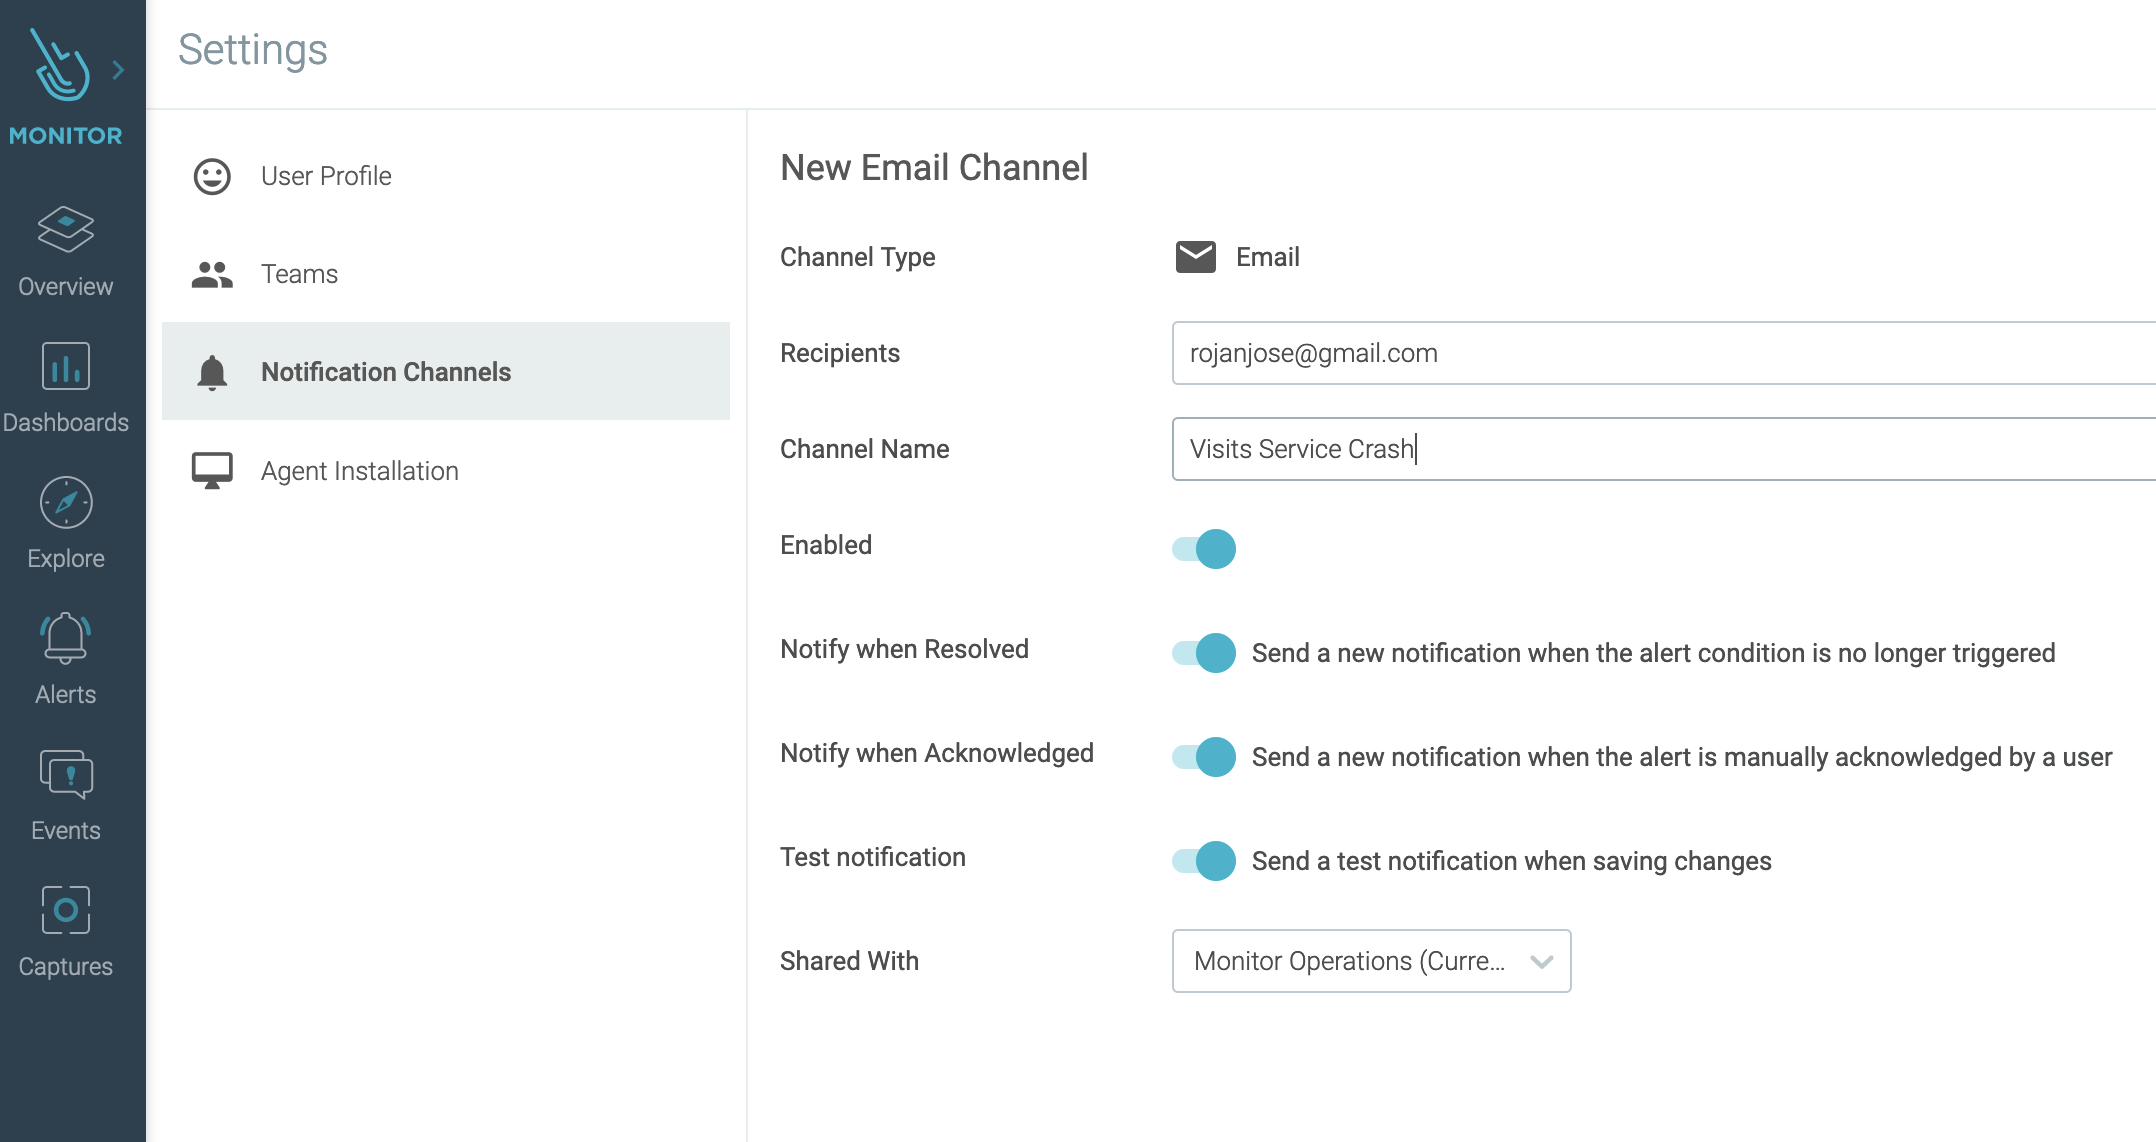 Settings
MONITOR
Overview
Dashboards
Explore
Alerts
Events
Captures
User Profile
Teams
Notification Channels
Agent Installation
New Email Channel
Channel Type
Email
Recipients
rojanjose@gmail.com
Channel Name
Visits Service Crash
Enabled
Notify when Resolved
Send a new notification when the alert condition is no longer triggered
Notify when Acknowledged
Send a new notification when the alert is manually acknowledged by a user
Test notification
Send a test notification when saving changes
Shared With
Monitor Operations (Curre...